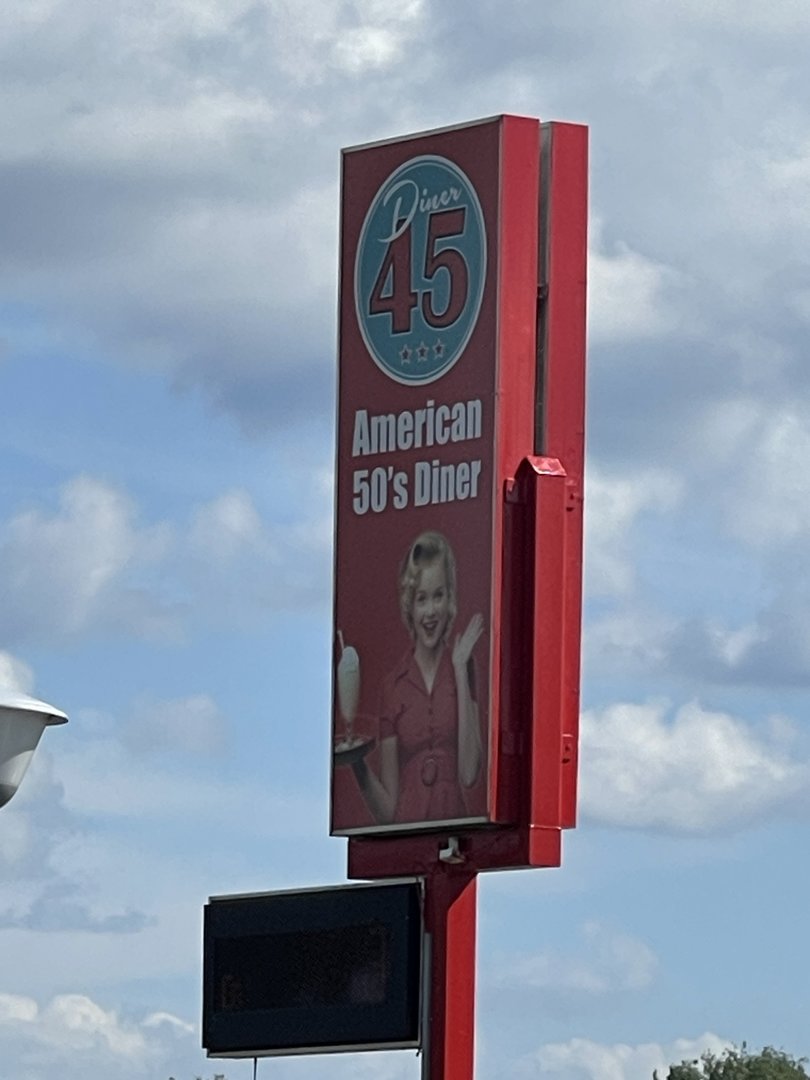 Diner
45
American
50's Diner